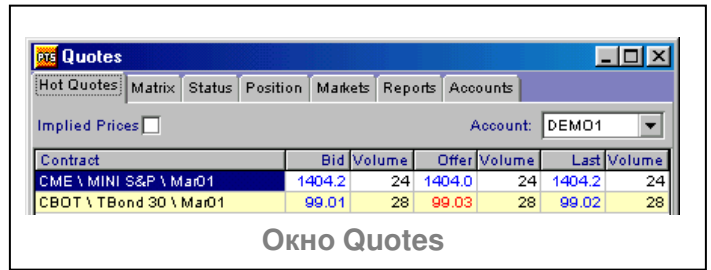 PTS Quotes
Hot Quotes Matrix Status Position Markets Reports Accounts
Implied Prices Account: DEMO1
Contract Bid Volume Offer Volume Last Volume
CME \ MINI S&P \ Mar01 1404.2 24 1404.0 24 1404.2 24
CBOT \ TBond 30 \ Mar01 99.01 28 99.03 28 99.02 28
Окно Quotes